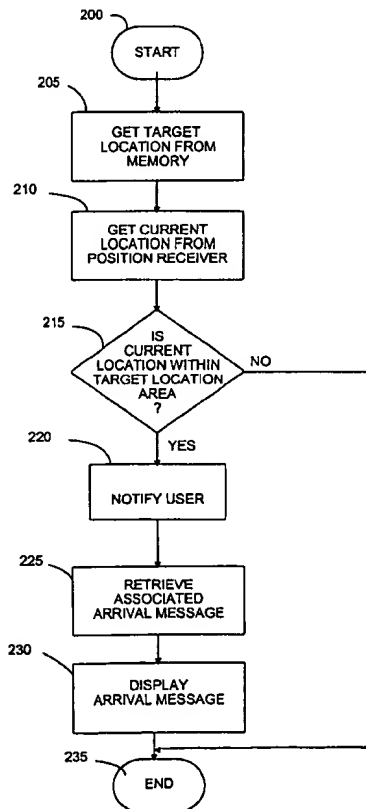 200
START
205
GET TARGET
LOCATION FROM
MEMORY
210
GET CURRENT
LOCATION FROM
POSITION RECEIVER
215
IS
CURRENT
LOCATION WITHIN
TARGET LOCATION
AREA
?
NO
YES
220
NOTIFY USER
225
RETRIEVE
ASSOCIATED
ARRIVAL MESSAGE
230
DISPLAY
ARRIVAL MESSAGE
235
END